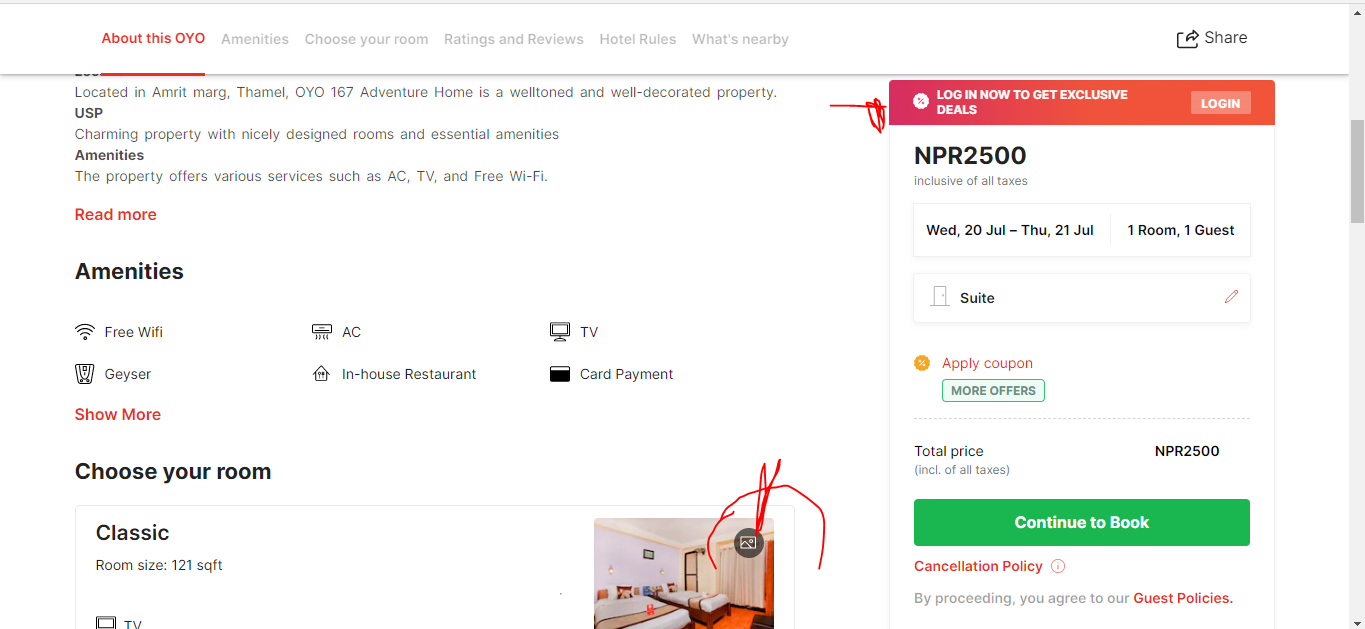 About this OYO
Amenities
Choose your room
Ratings and Reviews
Hotel Rules
What's nearby
Share
Located in Amrit marg, Thamel, OYO 167 Adventure Home is a welltoned and well-decorated property.
USP
Charming property with nicely designed rooms and essential amenities
Amenities
The property offers various services such as AC, TV, and Free Wi-Fi.
Read more
Amenities
Free Wifi
AC
TV
Geyser
In-house Restaurant
Card Payment
Show More
Choose your room
Classic
Room size: 121 sqft
TV
LOG IN NOW TO GET EXCLUSIVE
DEALS
LOGIN
NPR2500
inclusive of all taxes
Wed, 20 Jul – Thu, 21 Jul
1 Room, 1 Guest
Suite
Apply coupon
MORE OFFERS
Total price
NPR2500
(incl. of all taxes)
Continue to Book
Cancellation Policy
By proceeding, you agree to our Guest Policies.